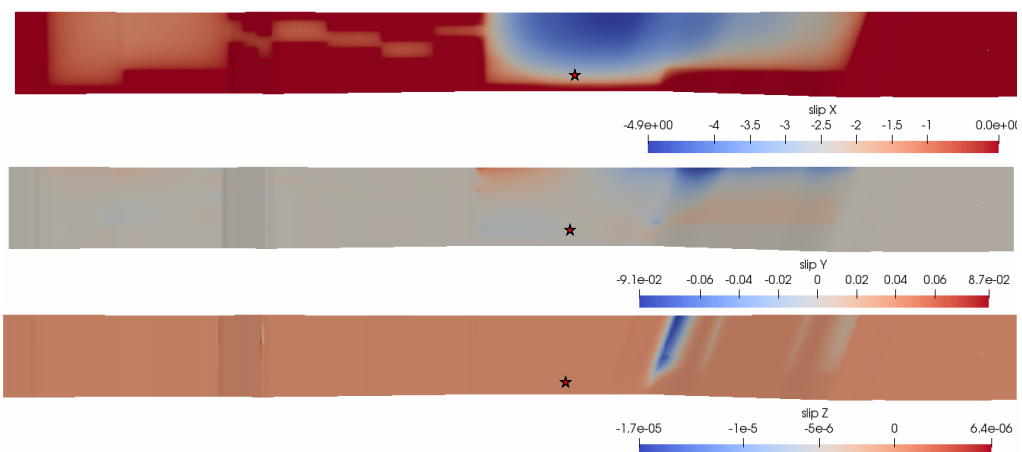 slip X
-4.9e+00 -4 -3.5 -3 -2.5 -2 -1.5 -1 0.0e+00
slip Y
-9.1e-02 -0.06 -0.04 -0.02 0 0.02 0.04 0.06 8.7e-02
slip Z
-1.7e-05 -1e-5 -5e-6 0 6.4e-06